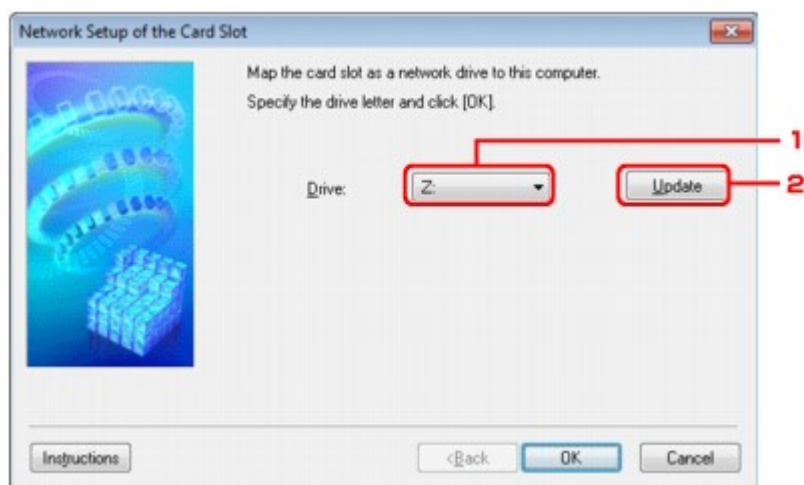 Network Setup of the Card Slot
Map the card slot as a network drive to this computer.
Specify the drive letter and click [OK].
1
Drive:
Z:
Update
2
Instructions
<Back
OK
Cancel